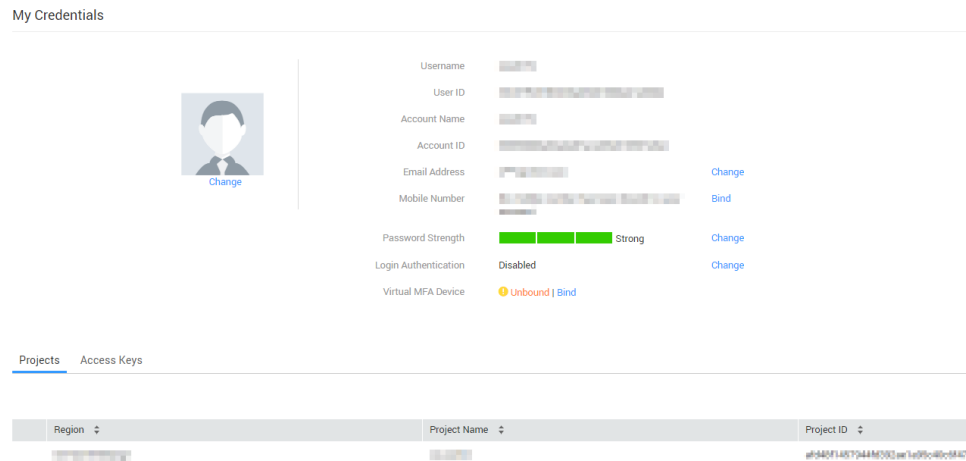 My Credentials
Username
User ID
Account Name
Account ID
Email Address Change
Change
Mobile Number Bind
Password Strength Strong Change
Login Authentication Disabled Change
Virtual MFA Device Unbound | Bind
Projects Access Keys
Region Project Name Project ID